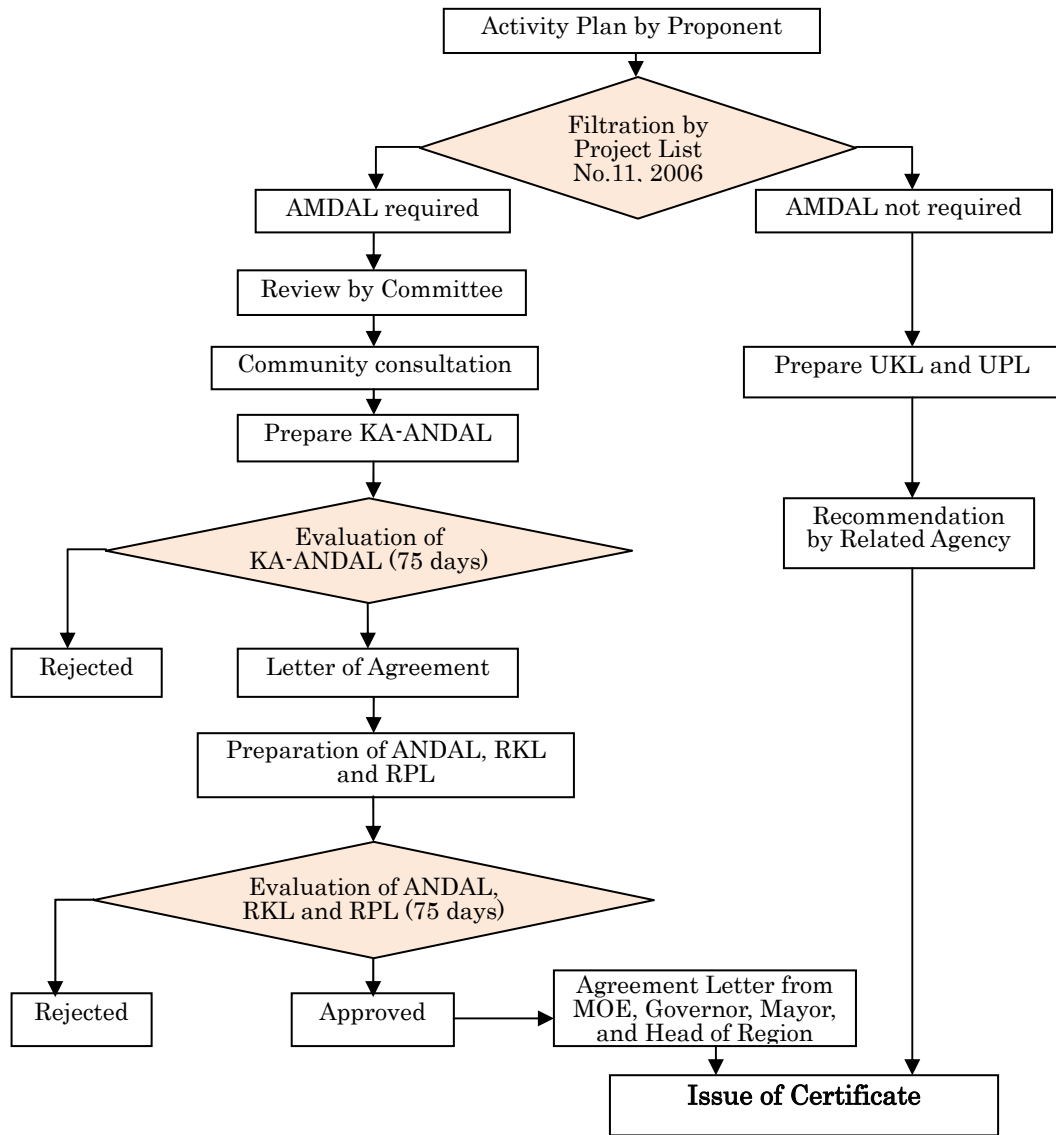 Activity Plan by Proponent
Filtration by
Project List
No.11, 2006
AMDAL required
AMDAL not required
Review by Committee
Community consultation
Prepare UKL and UPL
Prepare KA-ANDAL
Recommendation
by Related Agency
Evaluation of
KA-ANDAL (75 days)
Rejected
Letter of Agreement
Preparation of ANDAL, RKL
and RPL
Evaluation of ANDAL,
RKL and RPL (75 days)
Rejected
Approved
Agreement Letter from
MOE, Governor, Mayor,
and Head of Region
Issue of Certificate